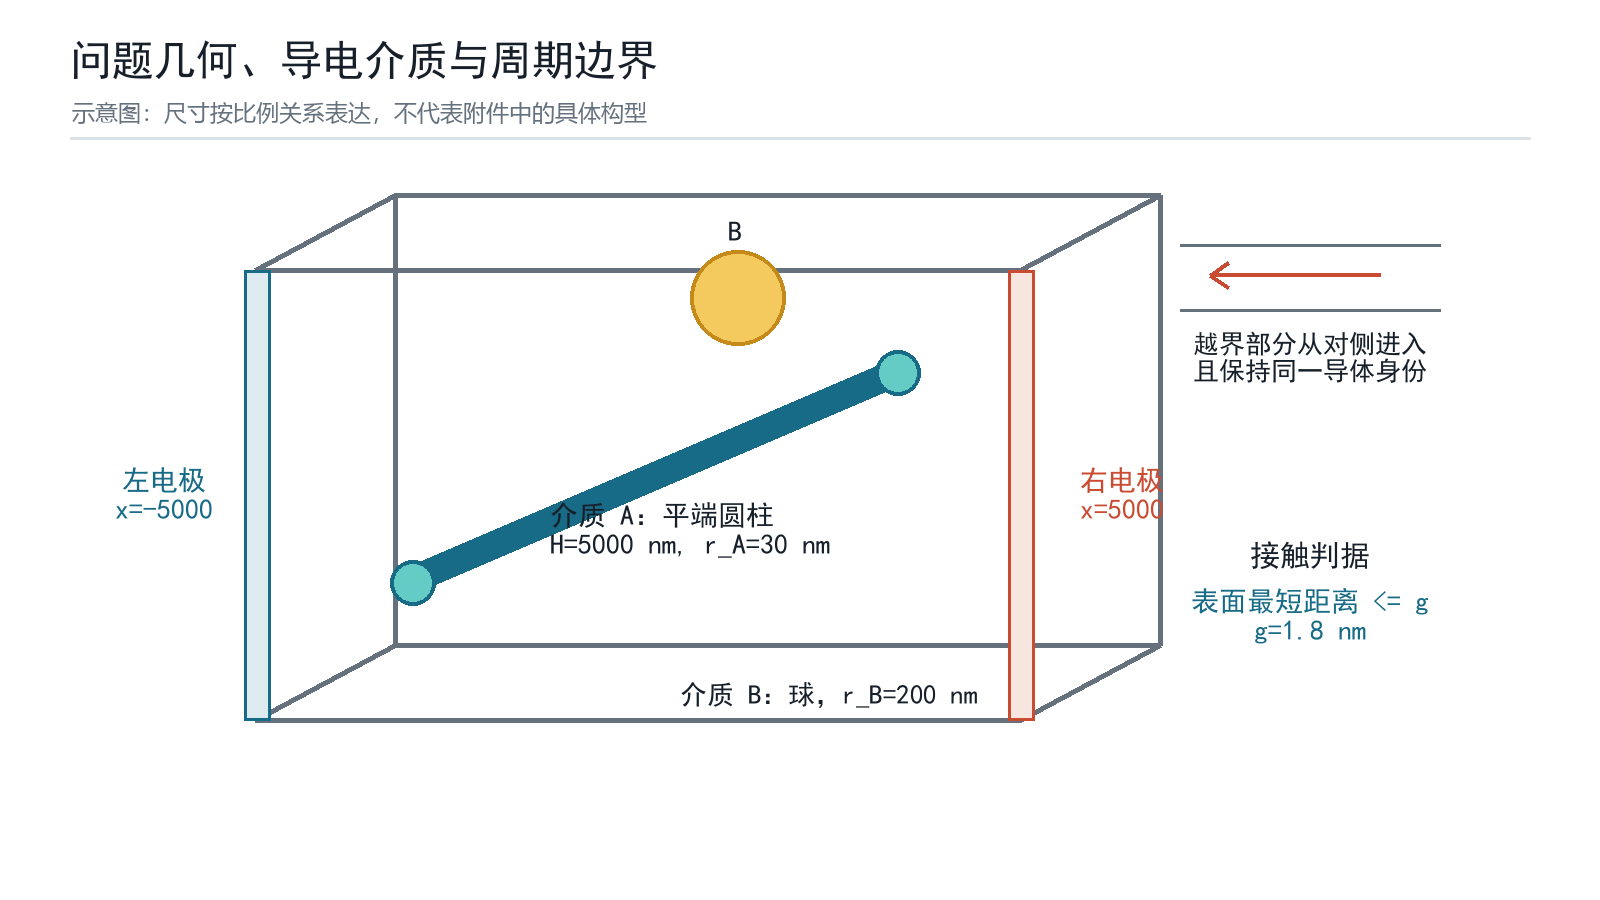 问题几何、导电介质与周期边界
示意图：尺寸按比例关系表达，不代表附件中的具体构型
B
越界部分从对侧进入
且保持同一导体身份
左电极
x=−5000
右电极
x=5000
介质 A：平端圆柱
H=5000 nm, r_A=30 nm
接触判据
表面最短距离 <= g
g=1.8 nm
介质 B：球，r_B=200 nm